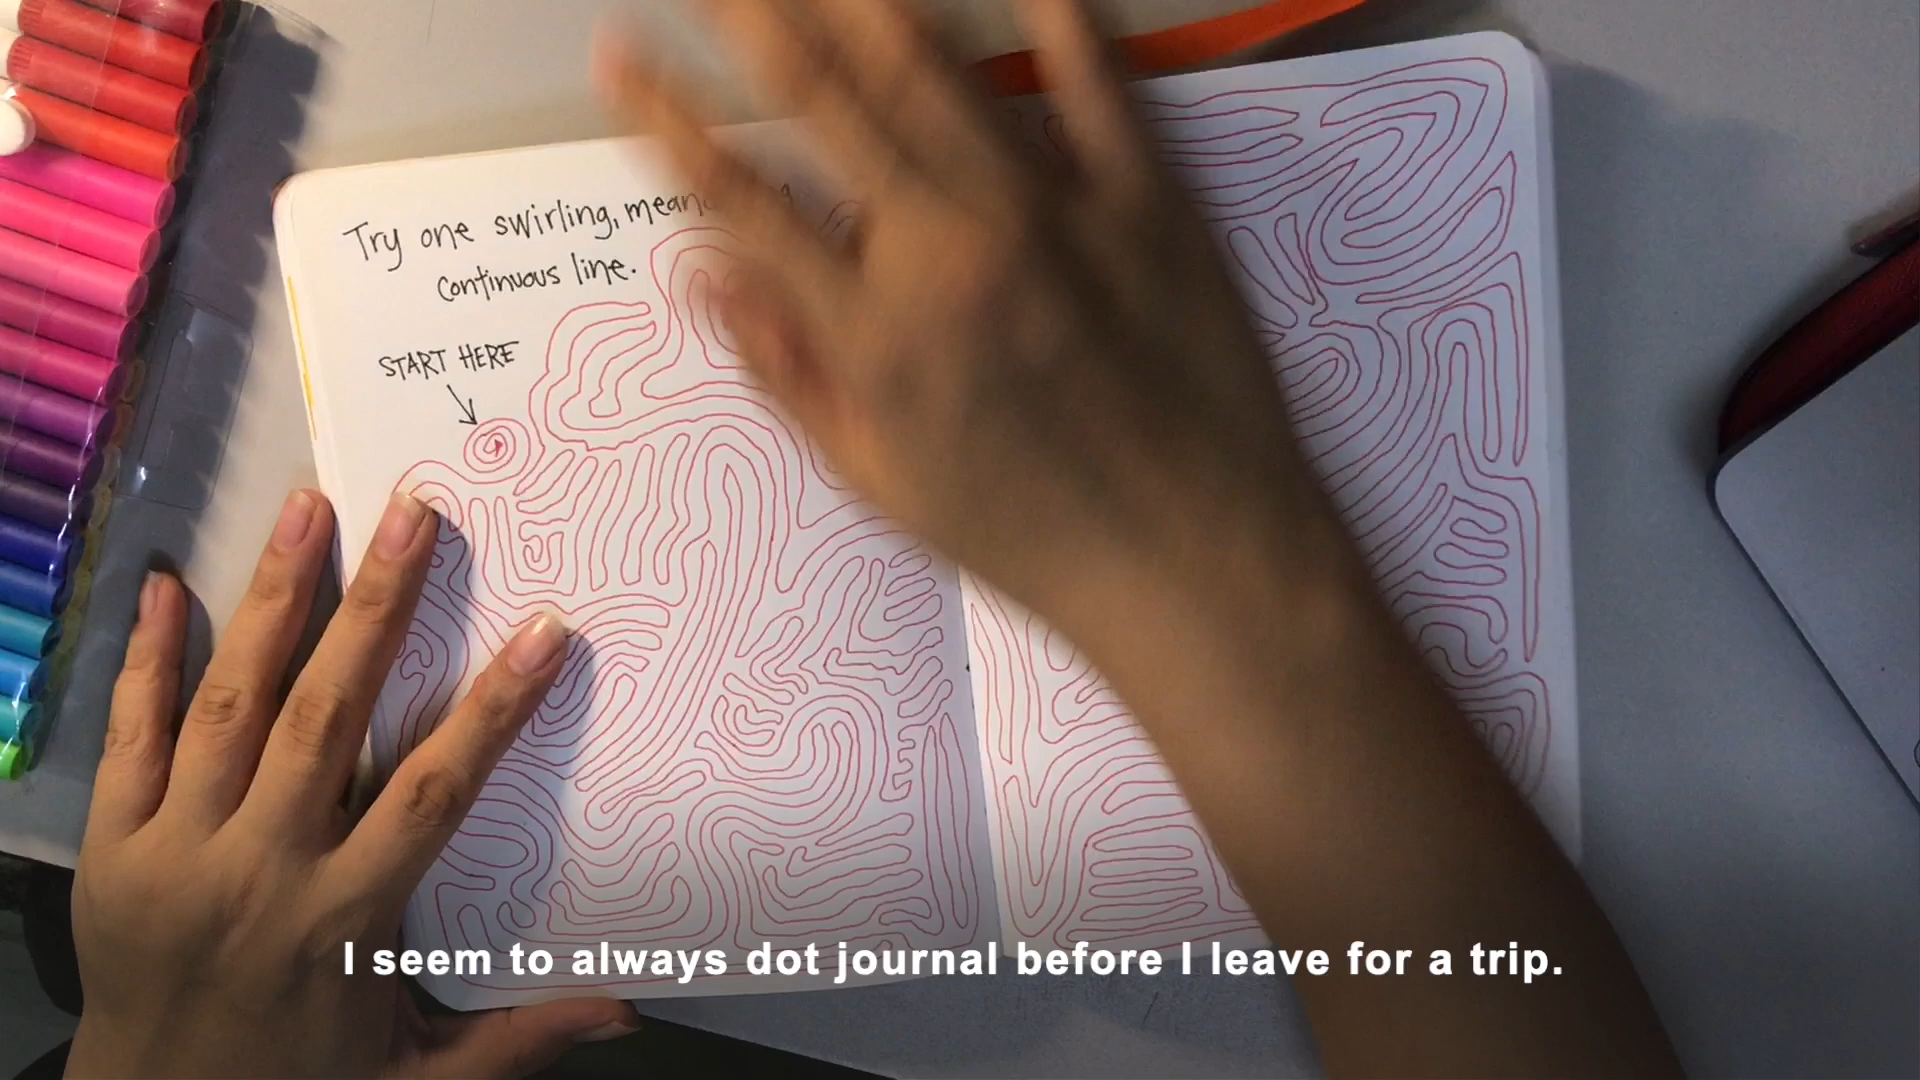 Try one swirling,
continuous line.
START HERE
I seem to always dot journal before I leave for a trip.